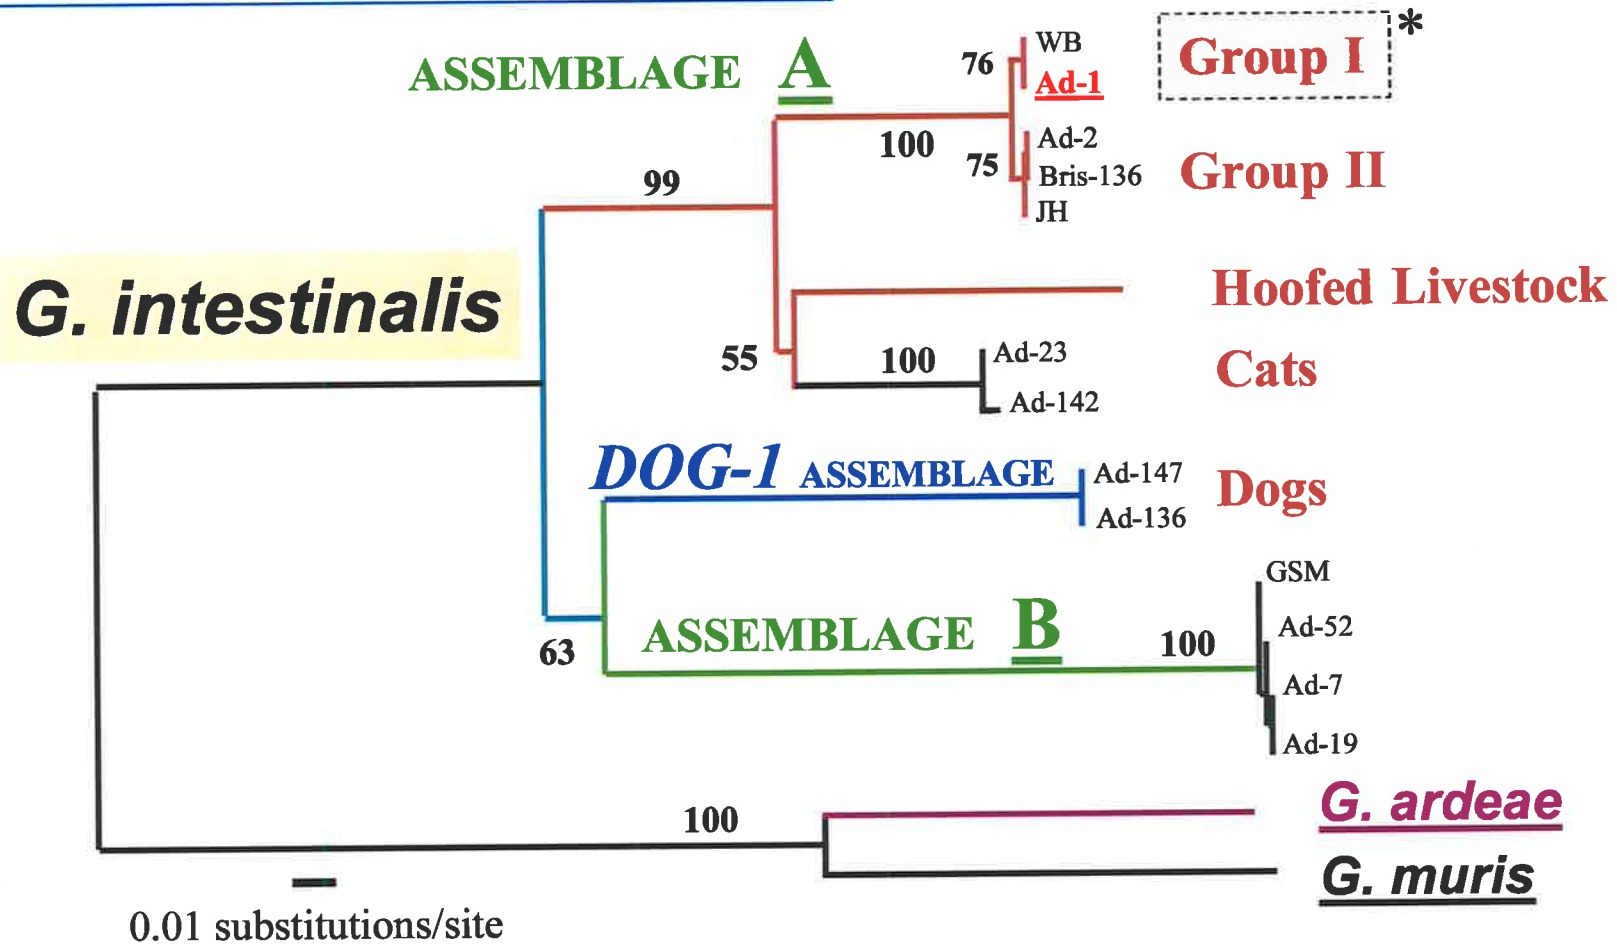 ASSEMBLAGE A
76
WB
Ad-1
Group I
*
100
75
Ad-2
Bris-136
JH
Group II
99
G. intestinalis
Hoofed Livestock
55
100
Ad-23
Ad-142
Cats
DOG-1 ASSEMBLAGE
Ad-147
Ad-136
Dogs
63
ASSEMBLAGE B
100
GSM
Ad-52
Ad-7
Ad-19
100
G. ardeae
G. muris
0.01 substitutions/site